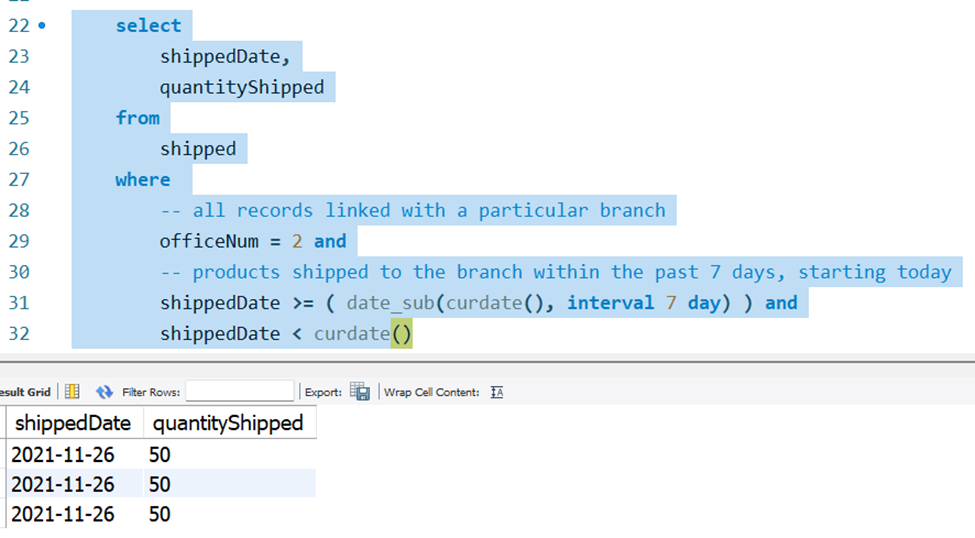 22 select
23 shippedDate,
24 quantityShipped
25 from
26 shipped
27 where
28 -- all records linked with a particular branch
29 officeNum = 2 and
30 -- products shipped to the branch within the past 7 days, starting today
31 shippedDate >= ( date_sub(curdate(), interval 7 day) ) and
32 shippedDate < curdate()
esult Grid Filter Rows: Export: Wrap Cell Content: IA
shippedDate quantityShipped
2021-11-26 50
2021-11-26 50
2021-11-26 50